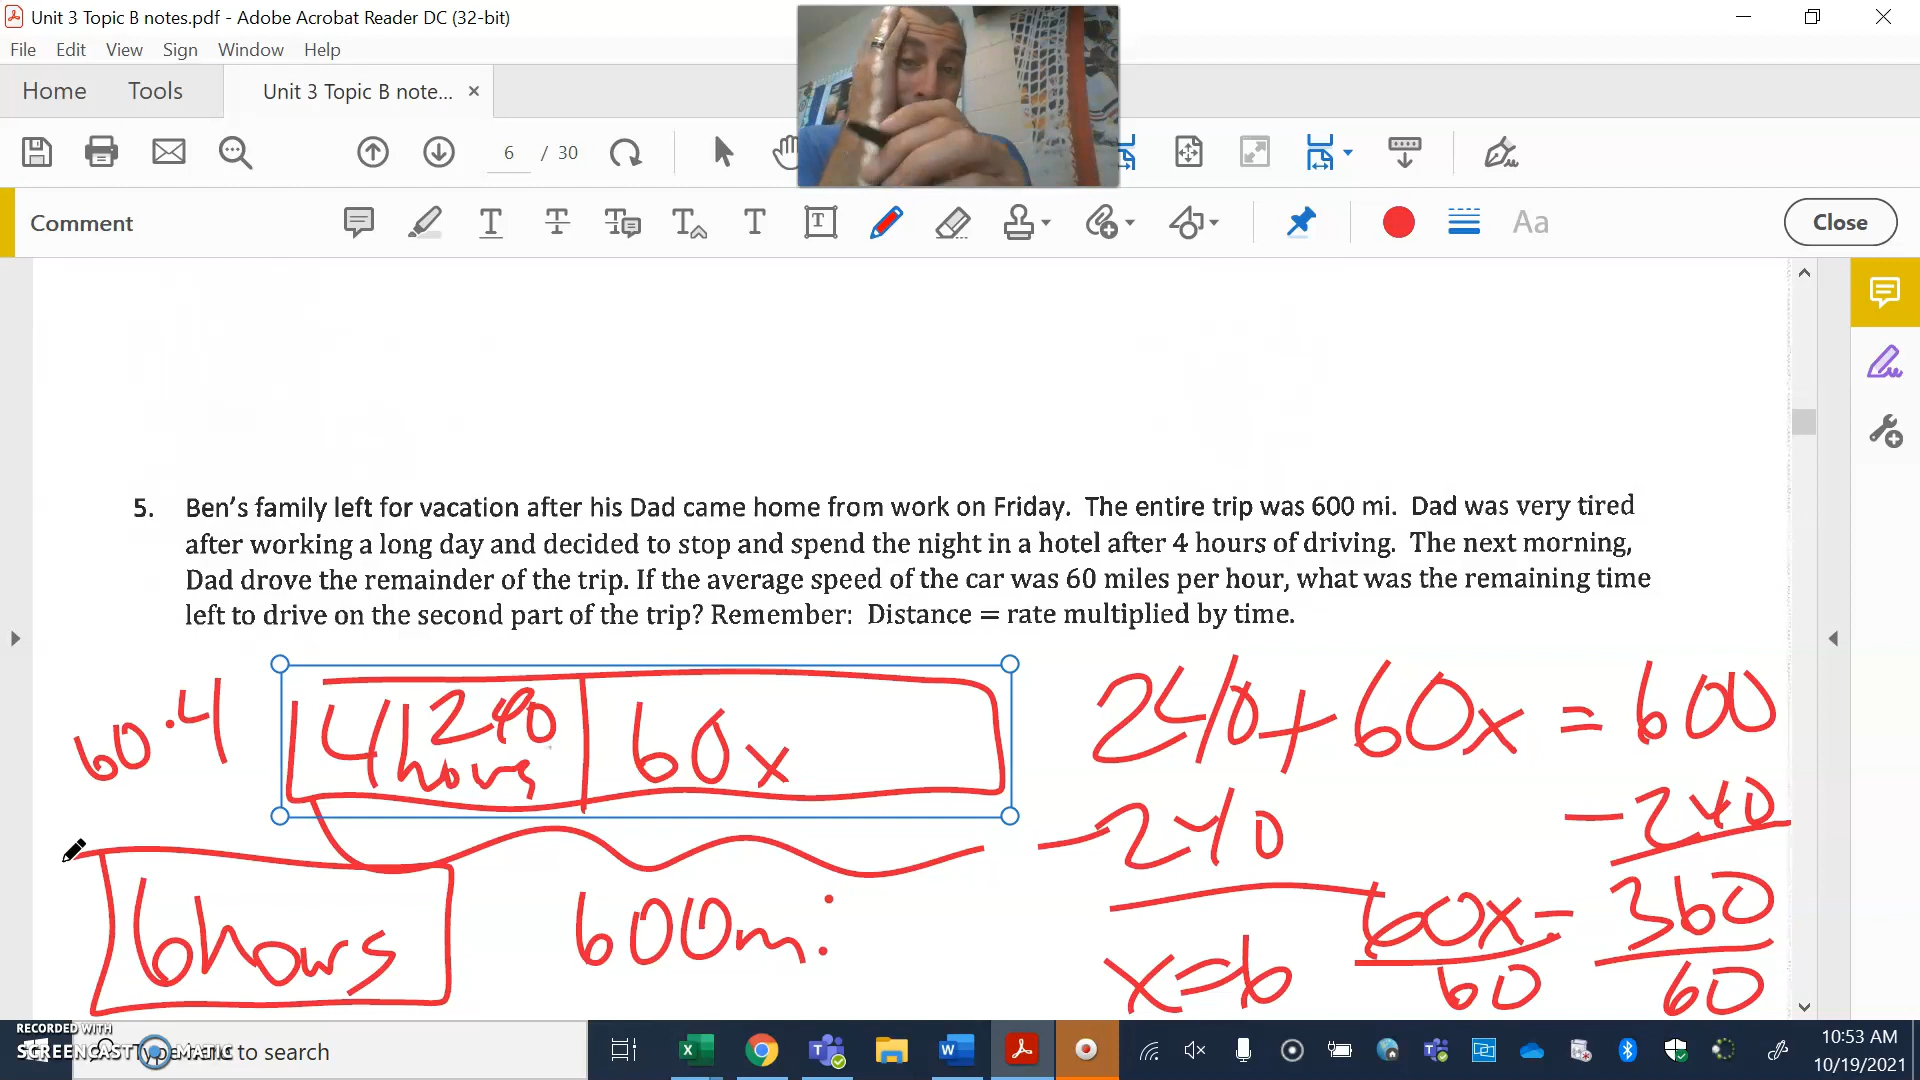 Unit 3 Topic B notes.pdf - Adobe Acrobat Reader DC (32-bit)
File Edit View Sign Window Help
Home Tools Unit 3 Topic B note... ×
6 / 30
Comment Aa Close
5. Ben's family left for vacation after his Dad came home from work on Friday. The entire trip was 600 mi. Dad was very tired
after working a long day and decided to stop and spend the night in a hotel after 4 hours of driving. The next morning,
Dad drove the remainder of the trip. If the average speed of the car was 60 miles per hour, what was the remaining time
left to drive on the second part of the trip? Remember: Distance = rate multiplied by time.
60·4
4 hours
240
60x
240+60x = 600
-240 -240
60x = 360
60 60
x=6
6 hours
600mi
RECORDED WITH
SCREENCAST MATIC
Type here to search
10:53 AM
10/19/2021